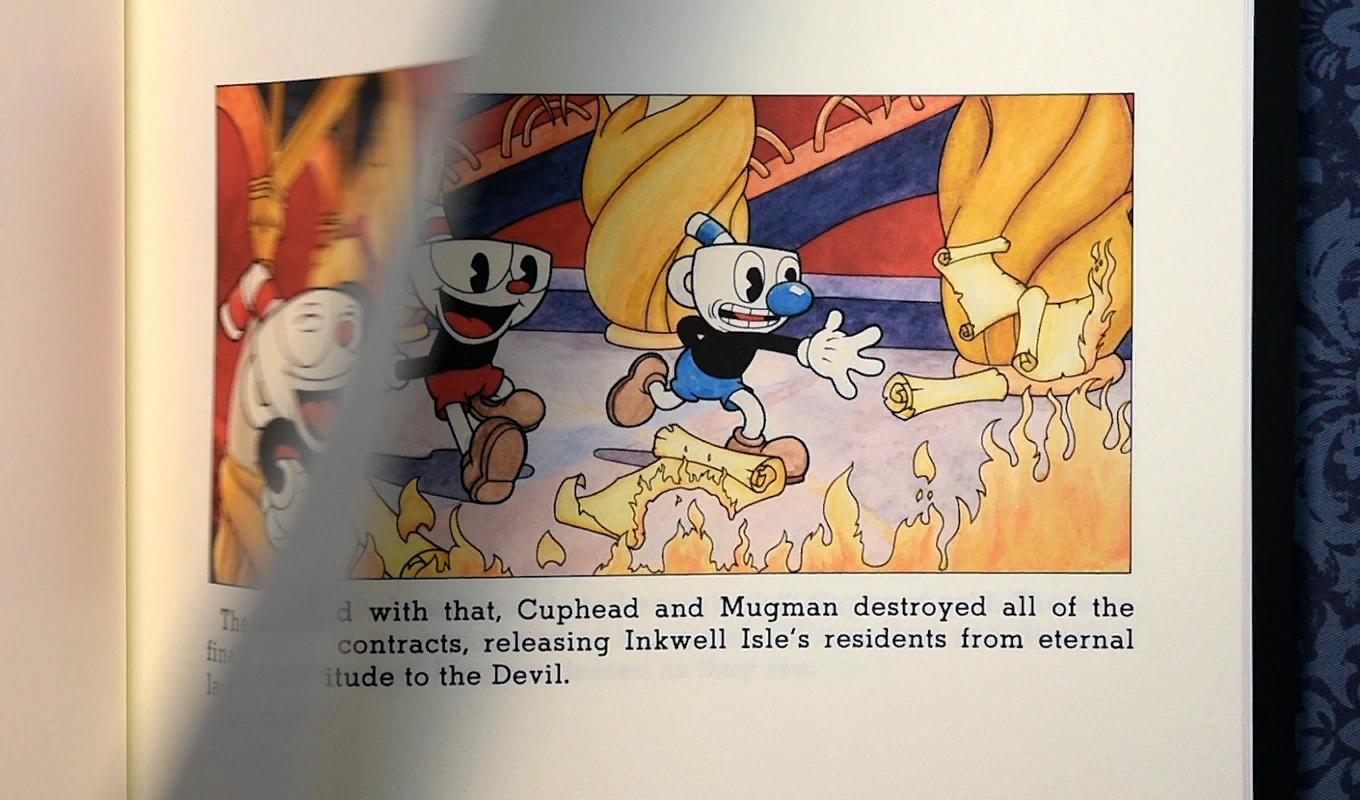 The
d with that, Cuphead and Mugman destroyed all of the
contracts, releasing Inkwell Isle's residents from eternal
itude to the Devil.